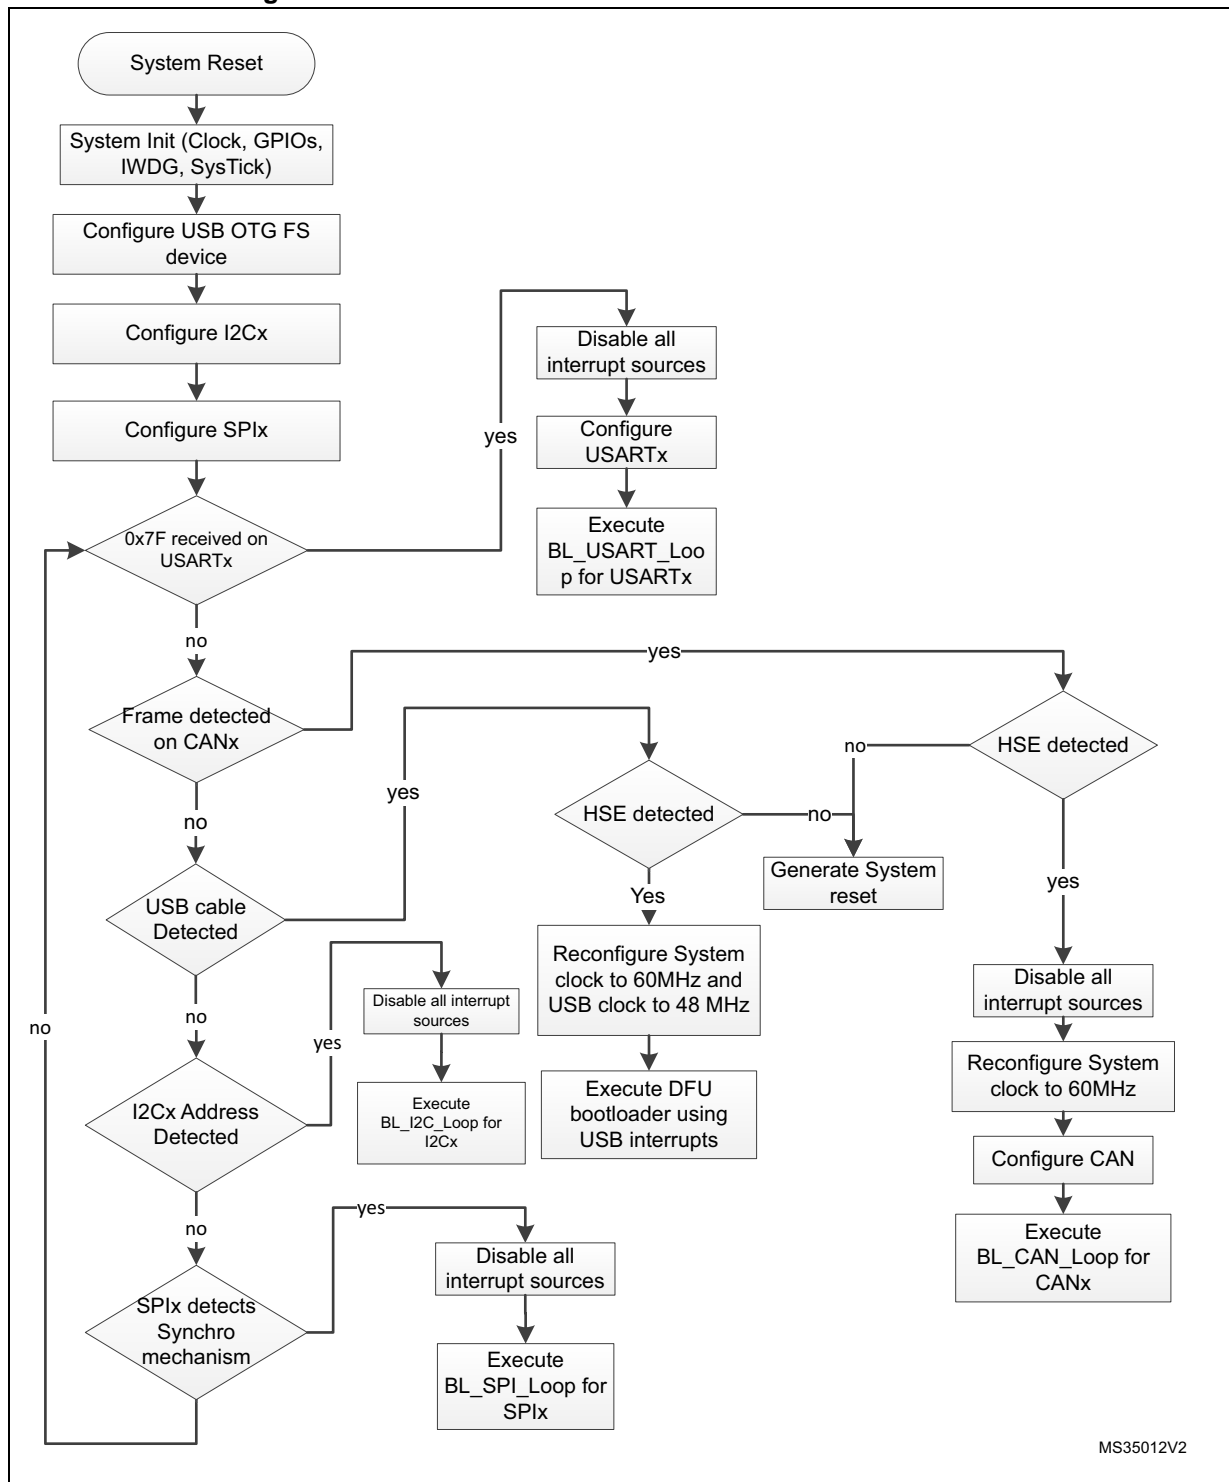 System Reset
System Init (Clock, GPIOs,
IWDG, SysTick)
Configure USB OTG FS
device
Configure I2Cx
Configure SPIx
0x7F received on
USARTx
yes
Disable all
interrupt sources
Configure
USARTx
Execute
BL_USART_Loo
p for USARTx
no
Frame detected
on CANx
yes
HSE detected
no
yes
Disable all
interrupt sources
Reconfigure System
clock to 60MHz
Configure CAN
Execute
BL_CAN_Loop for
CANx
no
USB cable
Detected
yes
HSE detected
no
Generate System
reset
Yes
Reconfigure System
clock to 60MHz and
USB clock to 48 MHz
Execute DFU
bootloader using
USB interrupts
no
I2Cx Address
Detected
yes
Disable all interrupt
sources
Execute
BL_I2C_Loop for
I2Cx
no
SPIx detects
Synchro
mechanism
yes
Disable all
interrupt sources
Execute
BL_SPI_Loop for
SPIx
no
MS35012V2